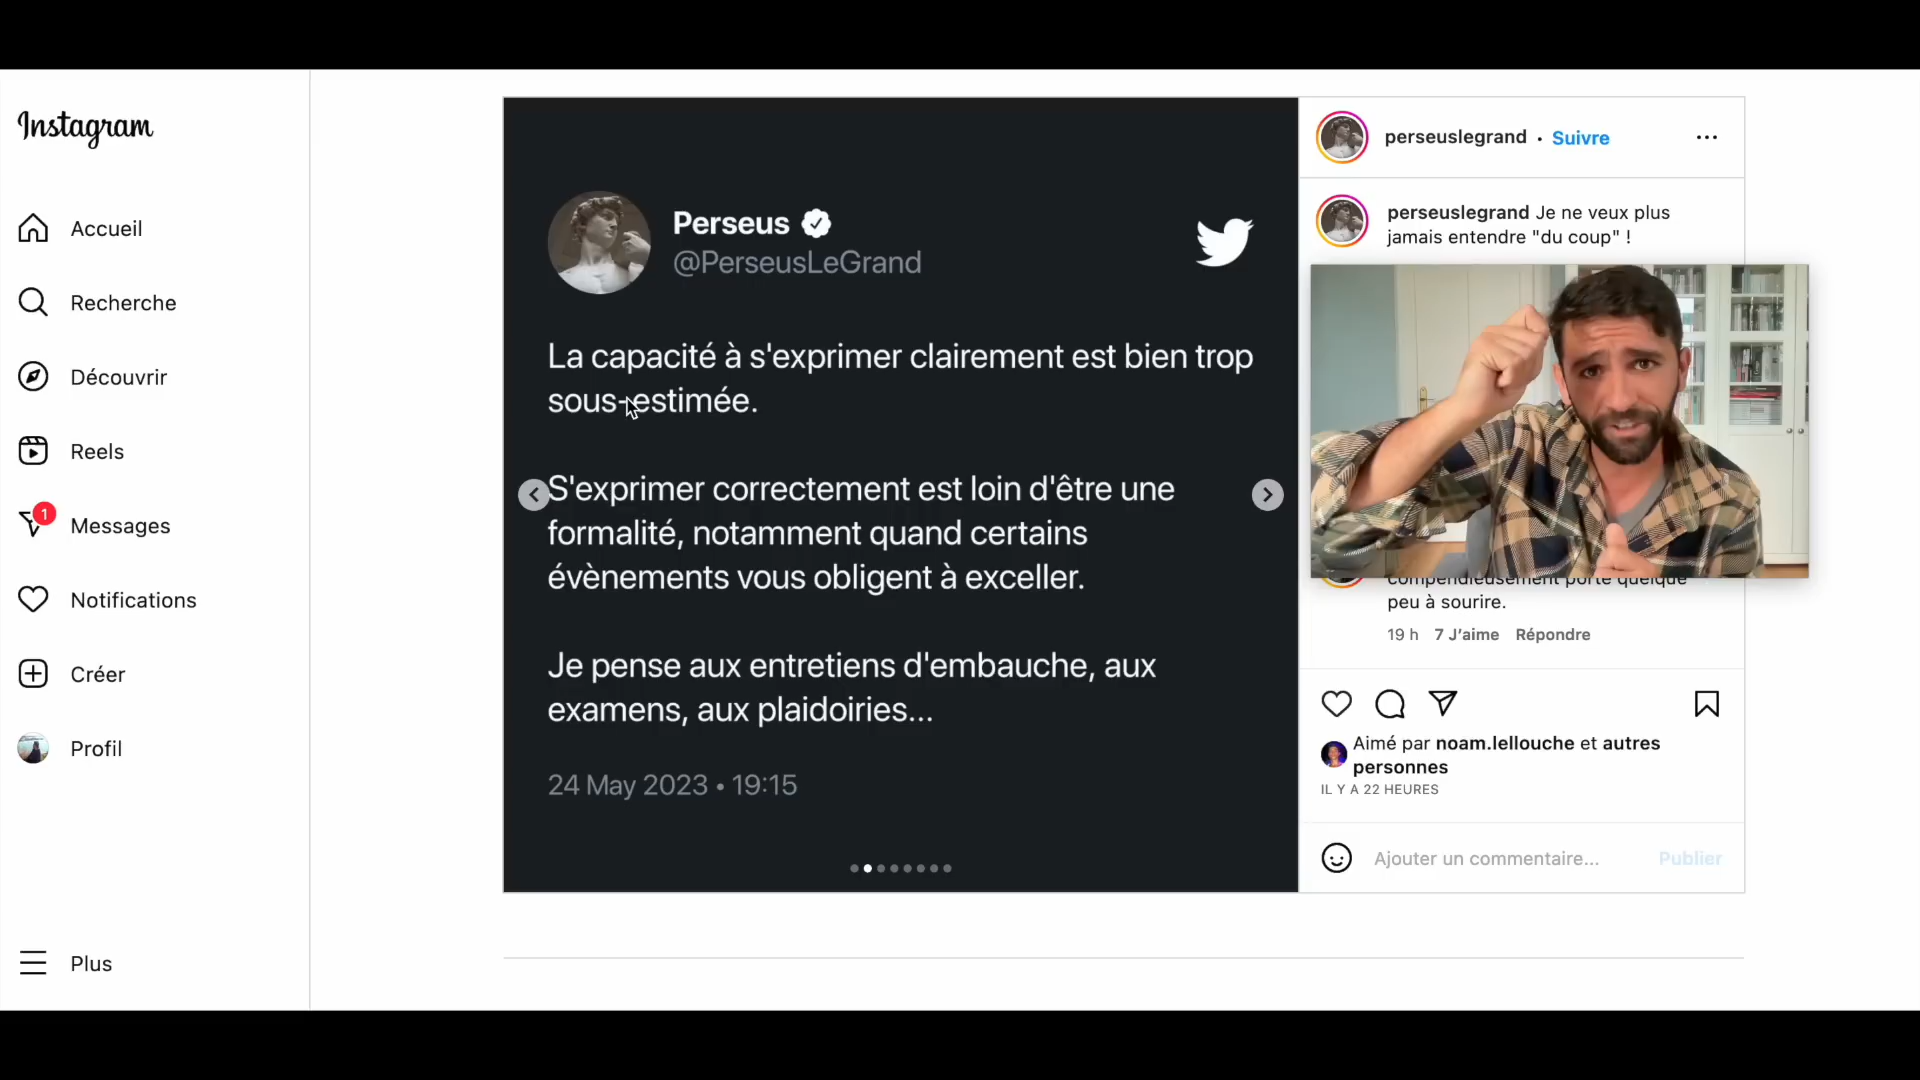 Instagram
Accueil
Recherche
Découvrir
Reels
1
Messages
Notifications
Créer
Profil
Plus
Perseus
@PerseusLeGrand
La capacité à s'exprimer clairement est bien trop
sous-estimée.
S'exprimer correctement est loin d'être une
formalité, notamment quand certains
évènements vous obligent à exceller.
Je pense aux entretiens d'embauche, aux
examens, aux plaidoiries...
24 May 2023 • 19:15
perseuslegrand • Suivre
perseuslegrand Je ne veux plus
jamais entendre "du coup" !
compendieusement porte quelque
peu à sourire.
19 h 7 J'aime Répondre
Aimé par noam.lellouche et autres
personnes
IL Y A 22 HEURES
Ajouter un commentaire... Publier